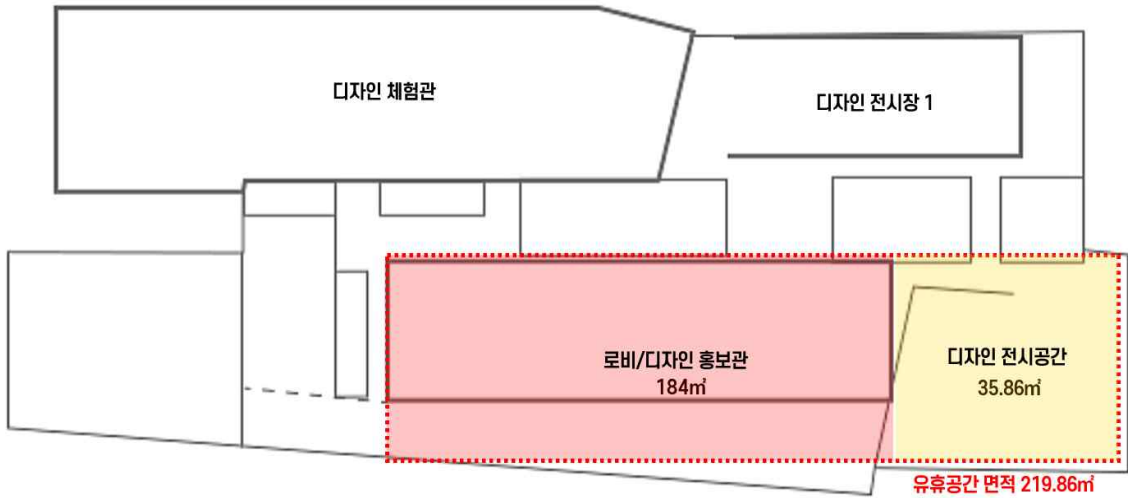 디자인 체험관
디자인 전시장 1
로비/디자인 홍보관
184㎡
디자인 전시공간
35.86㎡
유휴공간 면적 219.86㎡